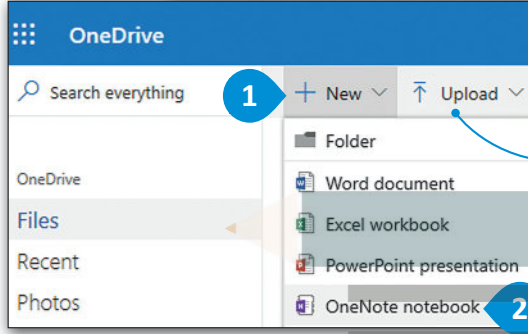 OneDrive
Search everything
1
New
Upload
Folder
OneDrive
Word document
Files
Excel workbook
Recent
PowerPoint presentation
Photos
OneNote notebook
2